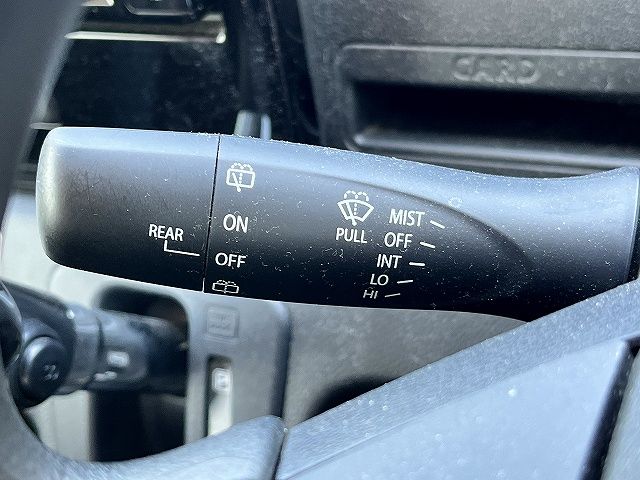 CARD
ON
REAR
OFF
PULL
MIST
OFF
INT
LO
HI